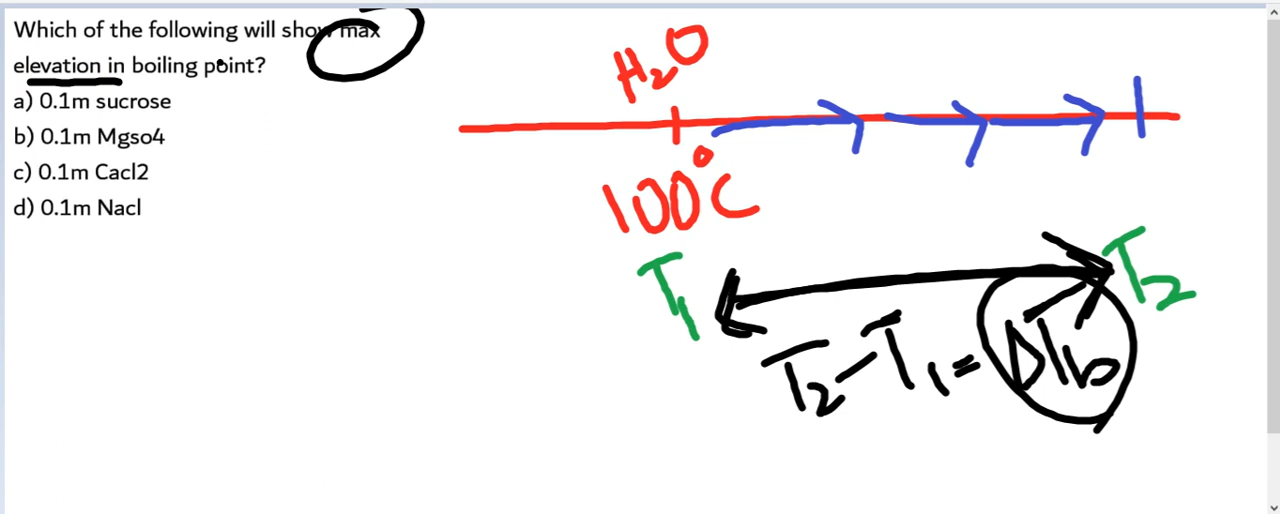 Which of the following will show max
elevation in boiling point?
a) 0.1m sucrose
b) 0.1m Mgso4
c) 0.1m Cacl2
d) 0.1m Nacl
H2O
100°C
T1
T2
T2-T1=ΔTb